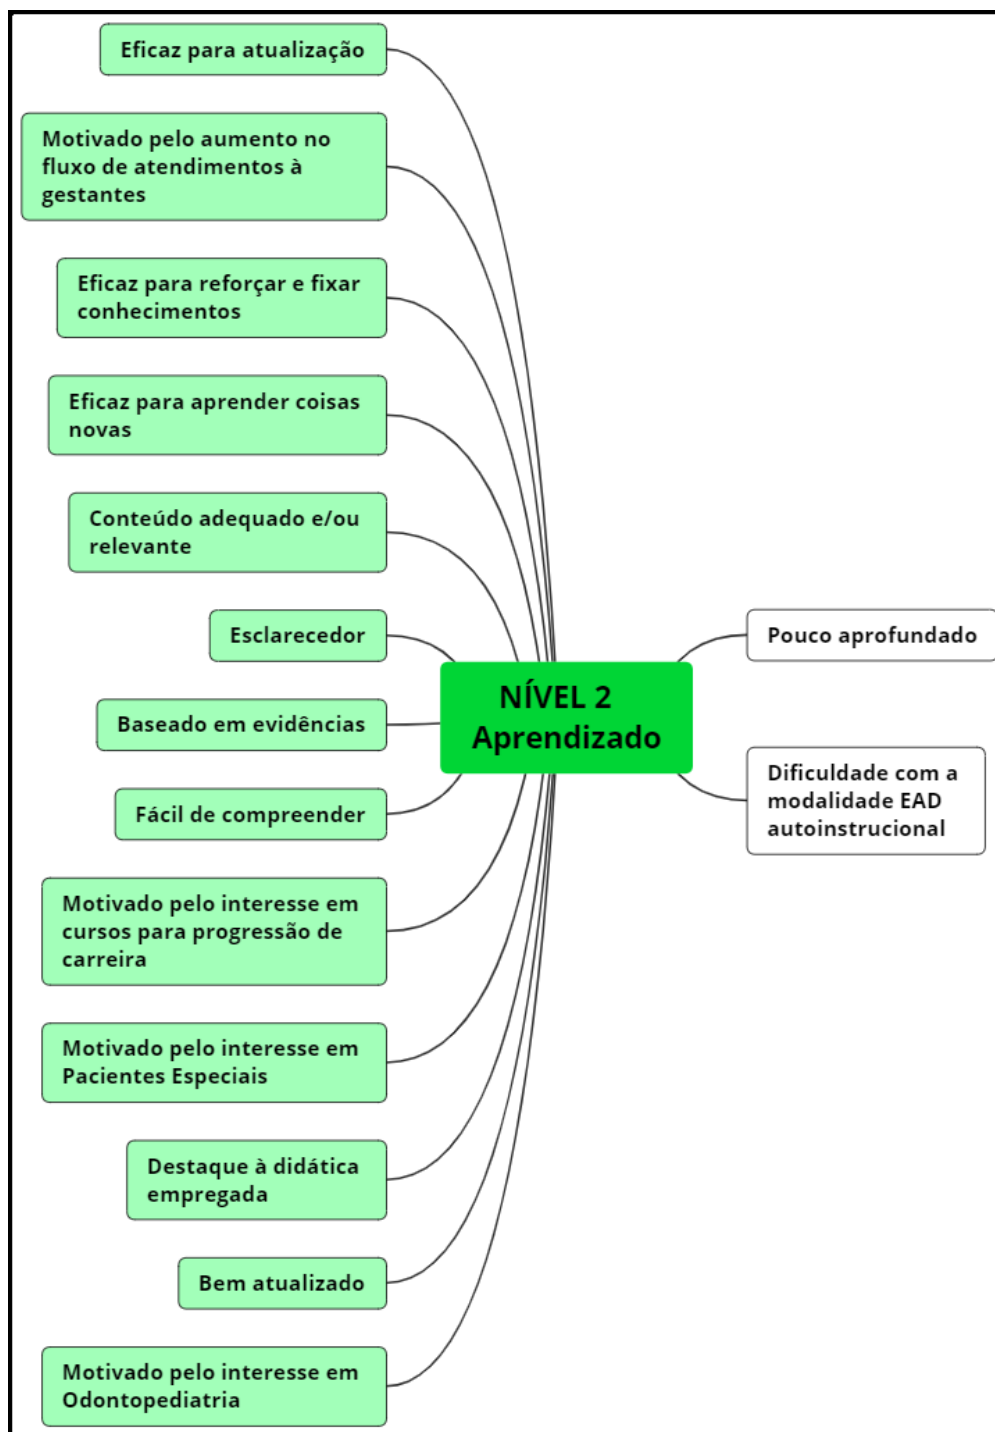 Eficaz para atualização
Motivado pelo aumento no
fluxo de atendimentos à
gestantes
Eficaz para reforçar e fixar
conhecimentos
Eficaz para aprender coisas
novas
Conteúdo adequado e/ou
relevante
Esclarecedor
Baseado em evidências
Fácil de compreender
Motivado pelo interesse em
cursos para progressão de
carreira
Motivado pelo interesse em
Pacientes Especiais
Destaque à didática
empregada
Bem atualizado
Motivado pelo interesse em
Odontopediatria
NÍVEL 2
Aprendizado
Pouco aprofundado
Dificuldade com a
modalidade EAD
autoinstrucional